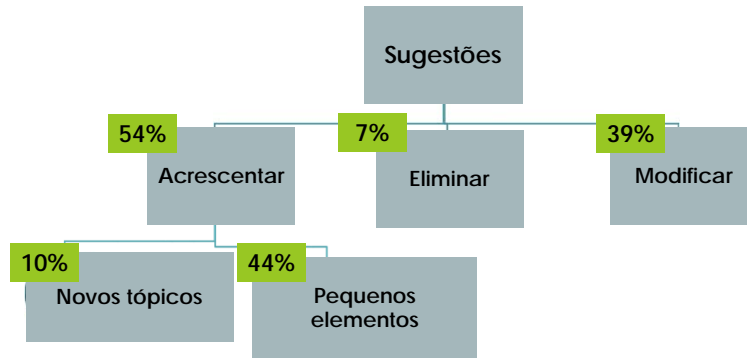 Sugestões
54%
Acrescentar
7%
Eliminar
39%
Modificar
10%
Novos tópicos
44%
Pequenos
elementos